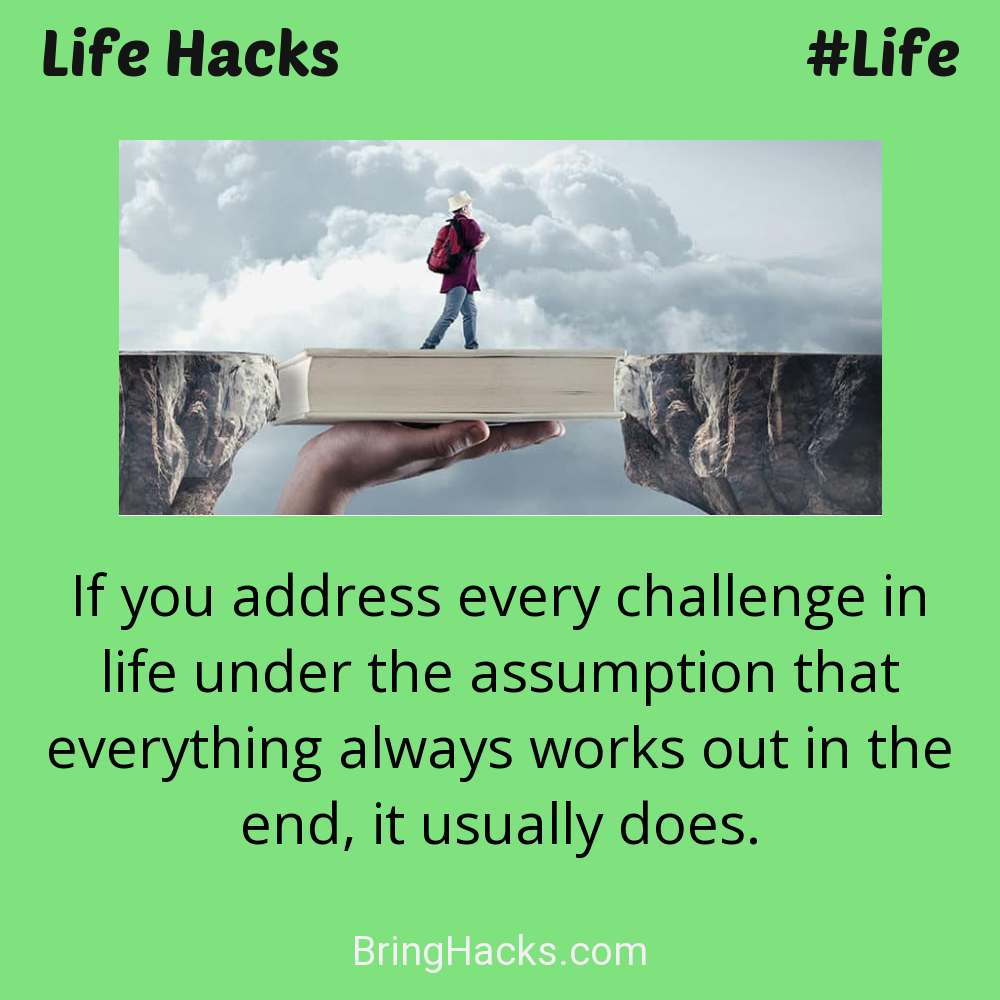 Life Hacks
#Life
If you address every challenge in
life under the assumption that
everything always works out in the
end, it usually does.
BringHacks.com